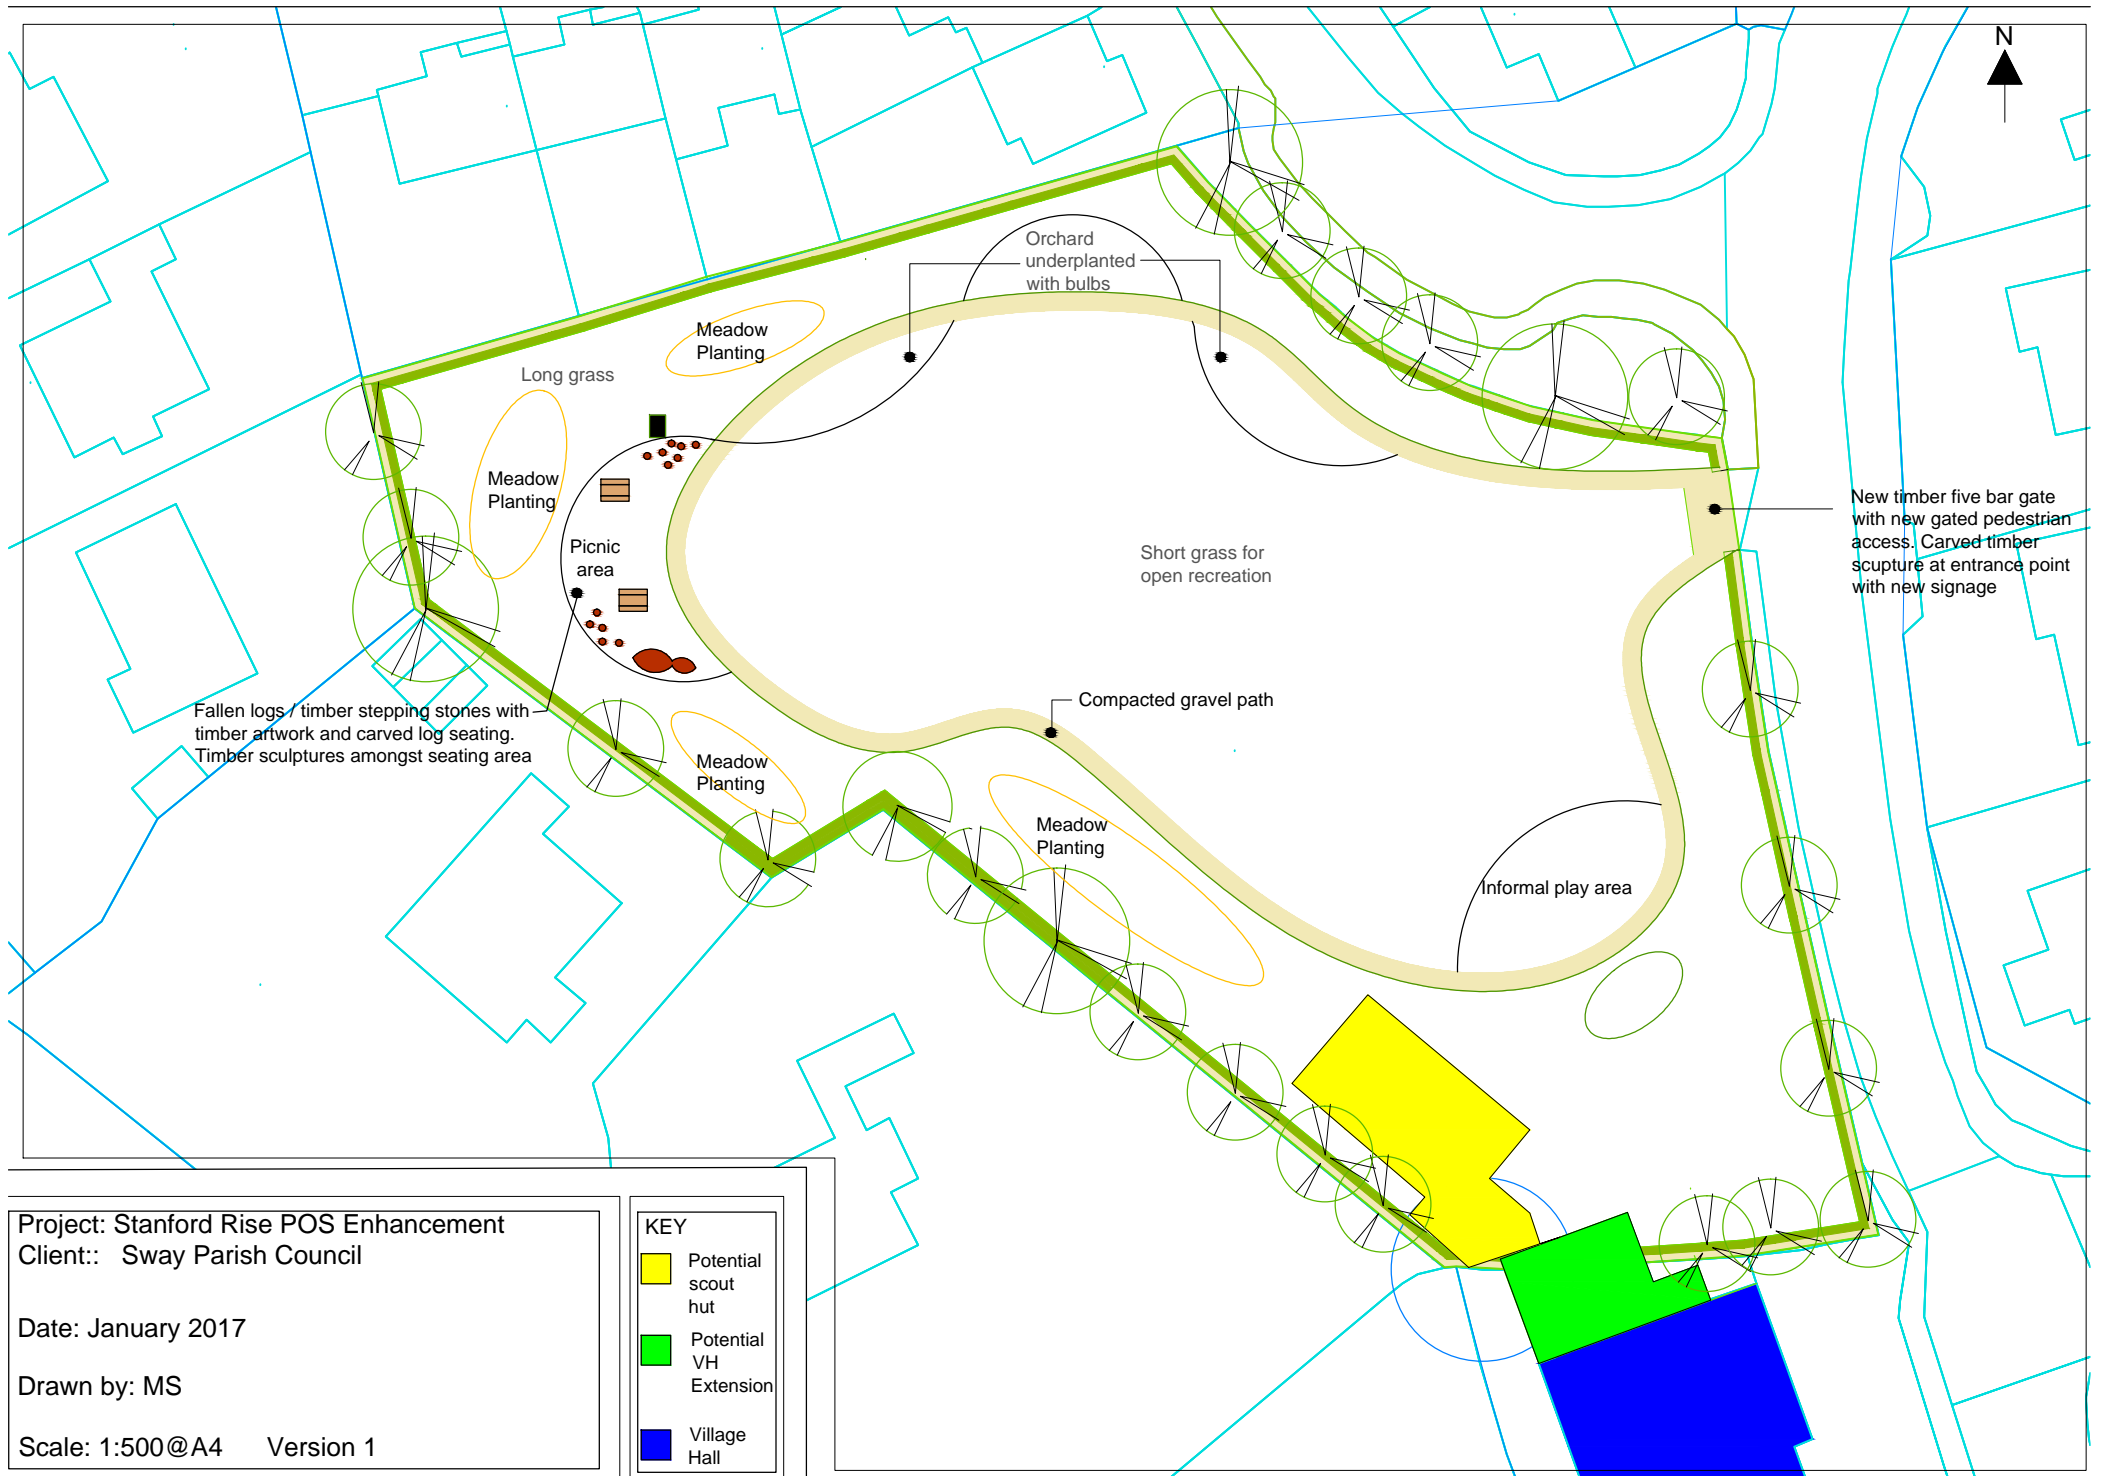 N
Orchard
underplanted
with bulbs
Meadow
Planting
Long grass
Meadow
Planting
Picnic
area
Short grass for
open recreation
New timber five bar gate
with new gated pedestrian
access. Carved timber
scupture at entrance point
with new signage
Fallen logs / timber stepping stones with
timber artwork and carved log seating.
Timber sculptures amongst seating area
Compacted gravel path
Meadow
Planting
Meadow
Planting
Informal play area
Project: Stanford Rise POS Enhancement
Client:: Sway Parish Council
Date: January 2017
Drawn by: MS
Scale: 1:500@A4 Version 1
KEY
Potential
scout
hut
Potential
VH
Extension
Village
Hall